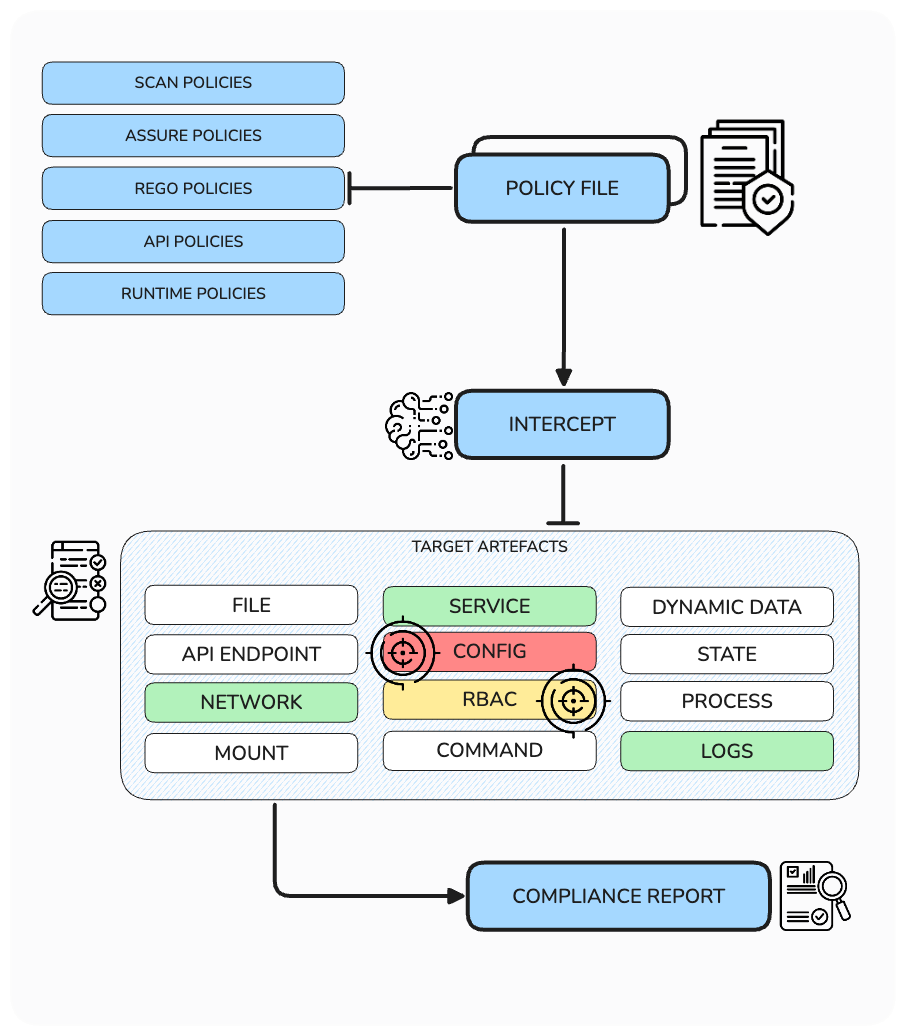 SCAN POLICIES
ASSURE POLICIES
REGO POLICIES
API POLICIES
RUNTIME POLICIES
POLICY FILE
INTERCEPT
TARGET ARTEFACTS
FILE
API ENDPOINT
NETWORK
MOUNT
SERVICE
CONFIG
RBAC
COMMAND
DYNAMIC DATA
STATE
PROCESS
LOGS
COMPLIANCE REPORT